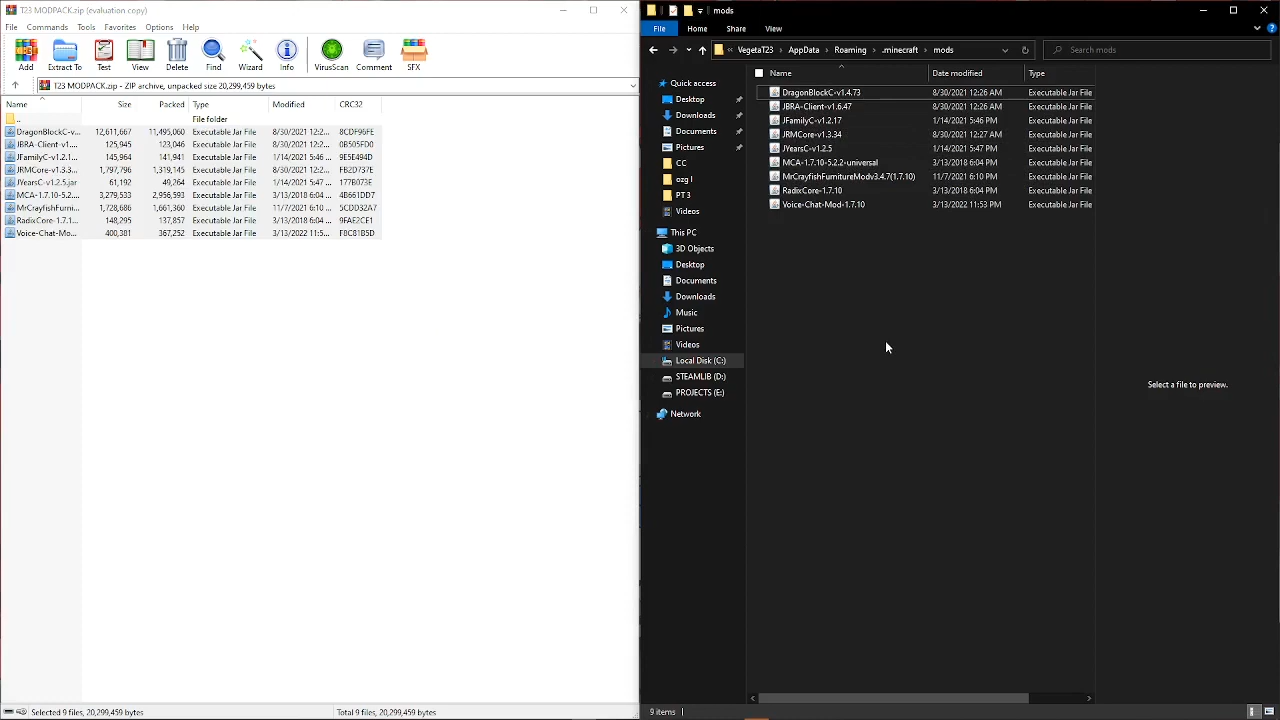 T23 MODPACK.zip (evaluation copy)
File Commands Tools Favorites Options Help
Add Extract To Test View Delete Find Wizard Info VirusScan Comment SFX
T23 MODPACK.zip - ZIP archive, unpacked size 20,299,459 bytes
Name Size Packed Type Modified CRC32
.. File folder
DragonBlockC-v... 12,611,667 11,495,060 Executable Jar File 8/30/2021 12:2... 8CDF96FE
JBRA-Client-v1... 125,945 123,046 Executable Jar File 8/30/2021 12:2... 0B505FD0
JFamilyC-v1.2.1... 145,964 141,941 Executable Jar File 1/14/2021 5:46 ... 9E5E494D
JRMCore-v1.3.3... 1,797,796 1,319,145 Executable Jar File 8/30/2021 12:2... FB2D737E
JYearsC-v1.2.5.jar 61,192 49,264 Executable Jar File 1/14/2021 5:47 ... 177B073E
MCA-1.7.10-5.2... 3,279,533 2,956,593 Executable Jar File 3/13/2018 6:04 ... 4B661DD7
MrCrayfishFurni... 1,728,686 1,661,360 Executable Jar File 11/7/2021 6:10 ... 5CDD32A7
RadixCore-1.7.1... 148,295 137,857 Executable Jar File 3/13/2018 6:04 ... 9FAE2CE1
Voice-Chat-Mo... 400,381 367,252 Executable Jar File 3/13/2022 11:5... F8C81B5D
Selected 9 files, 20,299,459 bytes Total 9 files, 20,299,459 bytes
mods
File Home Share View
« VegetaT23 › AppData › Roaming › .minecraft › mods Search mods
Quick access
Desktop
Downloads
Documents
Pictures
CC
ozg I
PT 3
Videos
This PC
3D Objects
Desktop
Documents
Downloads
Music
Pictures
Videos
Local Disk (C:)
STEAMLIB (D:)
PROJECTS (E:)
Network
Name Date modified Type
DragonBlockC-v1.4.73 8/30/2021 12:26 AM Executable Jar File
JBRA-Client-v1.6.47 8/30/2021 12:26 AM Executable Jar File
JFamilyC-v1.2.17 1/14/2021 5:46 PM Executable Jar File
JRMCore-v1.3.34 8/30/2021 12:27 AM Executable Jar File
JYearsC-v1.2.5 1/14/2021 5:47 PM Executable Jar File
MCA-1.7.10-5.2.2-universal 3/13/2018 6:04 PM Executable Jar File
MrCrayfishFurnitureModv3.4.7(1.7.10) 11/7/2021 6:10 PM Executable Jar File
RadixCore-1.7.10 3/13/2018 6:04 PM Executable Jar File
Voice-Chat-Mod-1.7.10 3/13/2022 11:53 PM Executable Jar File
Select a file to preview.
9 items